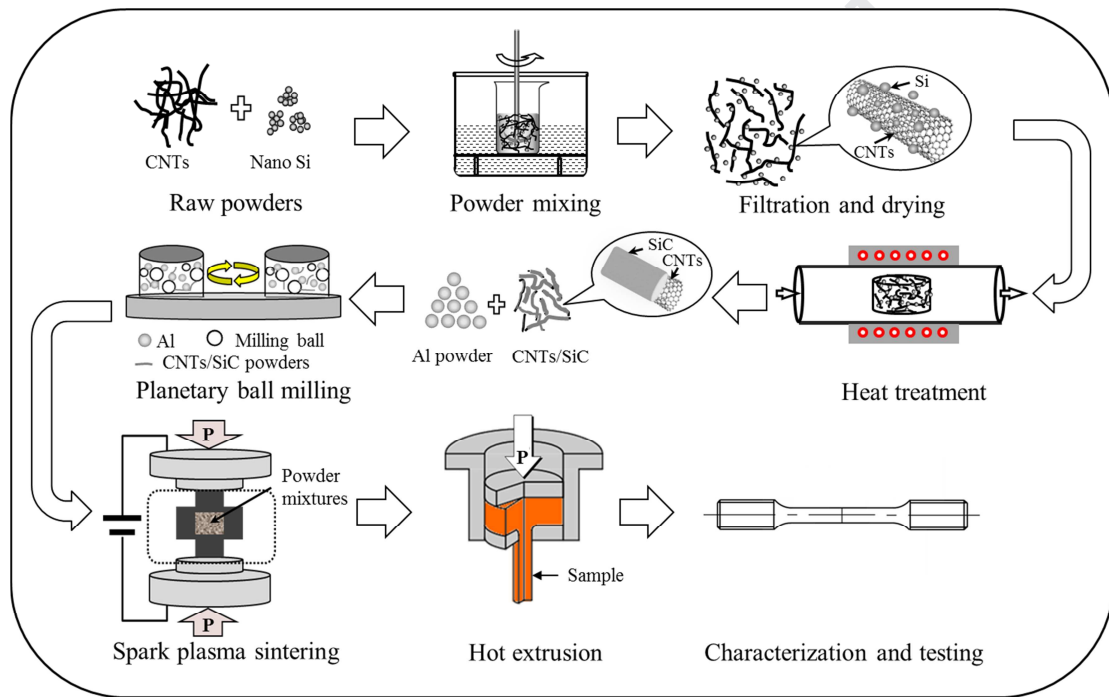 CNTs
Nano Si
Raw powders
Powder mixing
Si
CNTs
Filtration and drying
Al
Milling ball
CNTs/SiC powders
Planetary ball milling
Al powder
CNTs/SiC
SiC
CNTs
Heat treatment
P
Powder
mixtures
P
Spark plasma sintering
P
Sample
Hot extrusion
Characterization and testing